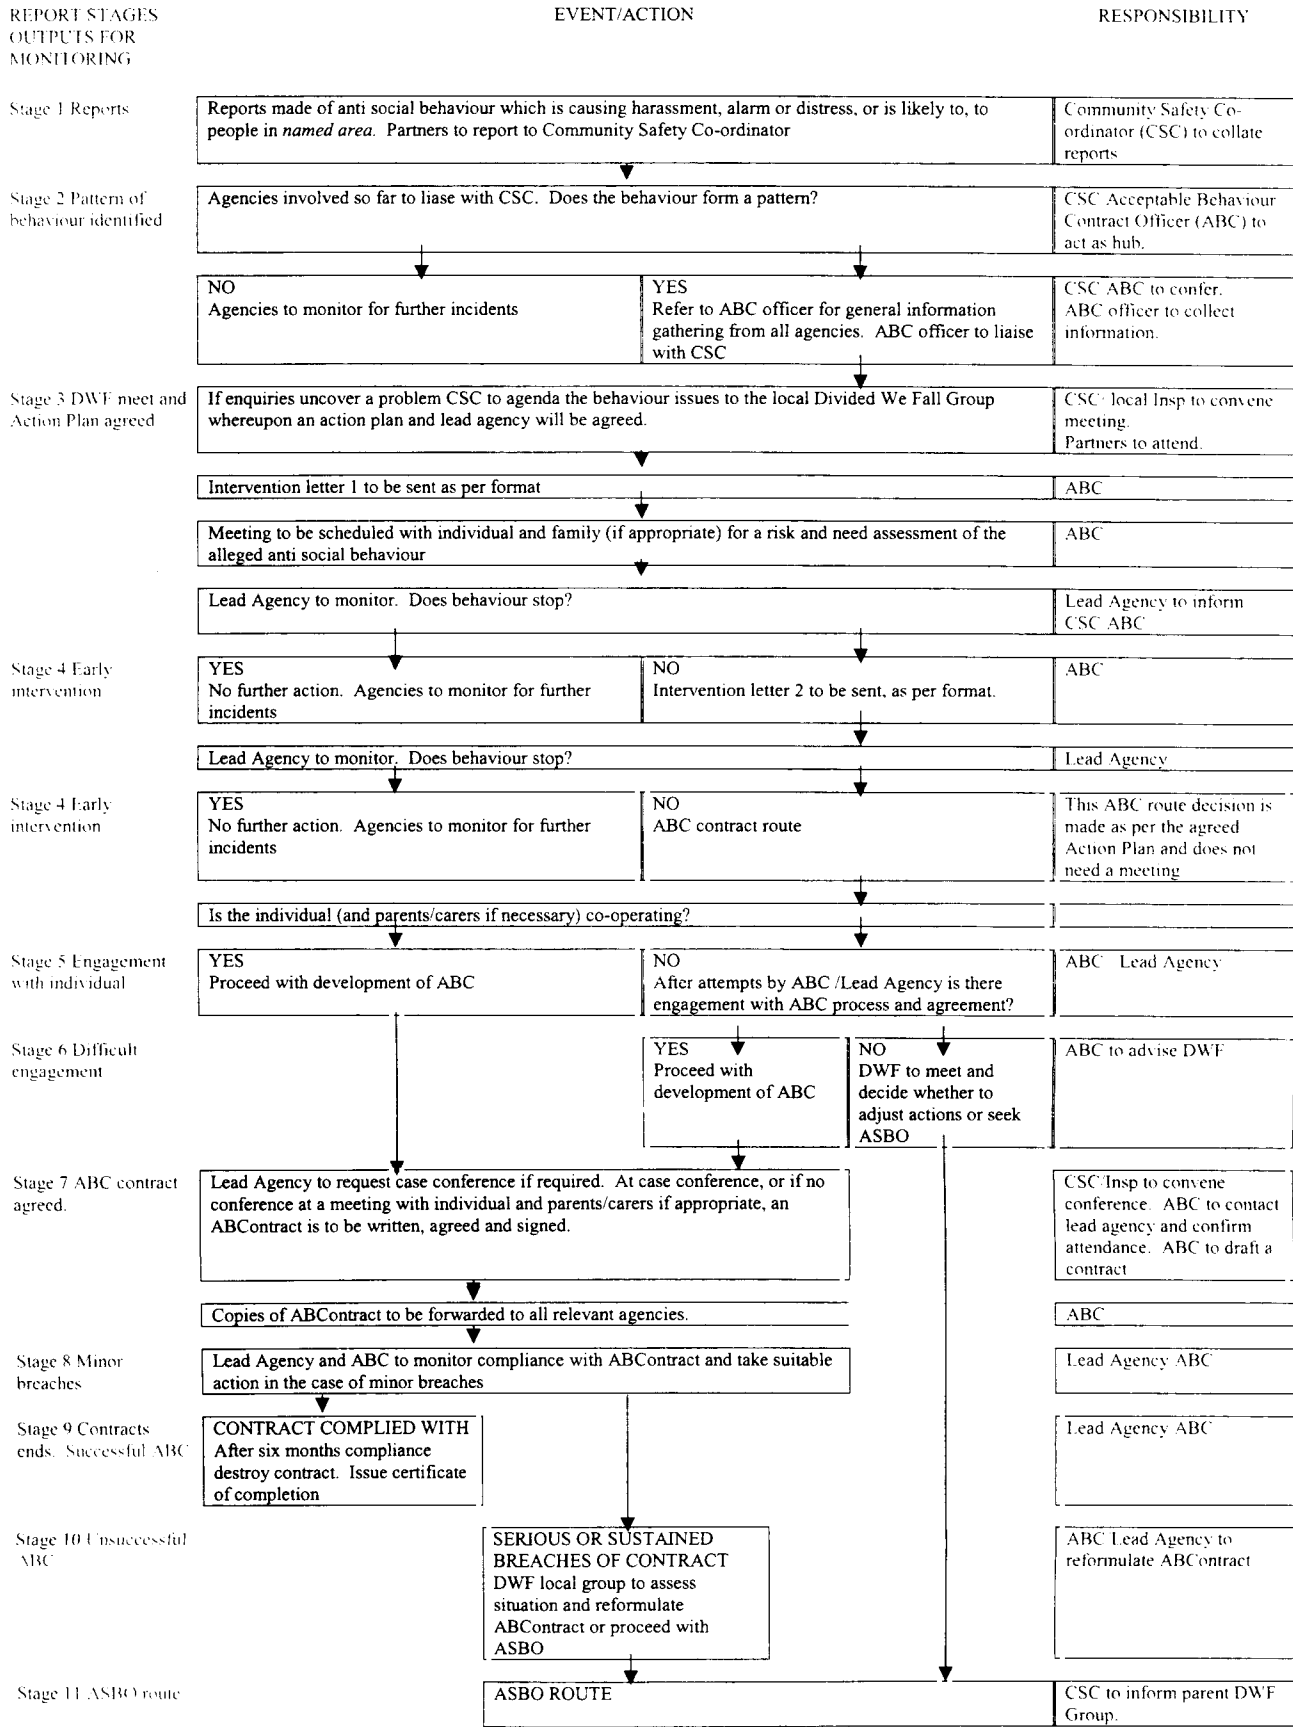 REPORT STAGES
OUTPUTS FOR
MONITORING
EVENT/ACTION
RESPONSIBILITY
Stage 1 Reports
Reports made of anti social behaviour which is causing harassment, alarm or distress, or is likely to, to
people in named area. Partners to report to Community Safety Co-ordinator
Community Safety Co-
ordinator (CSC) to collate
reports
Stage 2 Pattern of
behaviour identified
Agencies involved so far to liase with CSC. Does the behaviour form a pattern?
CSC Acceptable Behaviour
Contract Officer (ABC) to
act as hub.
NO
Agencies to monitor for further incidents
YES
Refer to ABC officer for general information
gathering from all agencies. ABC officer to liaise
with CSC
CSC ABC to confer.
ABC officer to collect
information.
Stage 3 DWF meet and
Action Plan agreed
If enquiries uncover a problem CSC to agenda the behaviour issues to the local Divided We Fall Group
whereupon an action plan and lead agency will be agreed.
CSC local Insp to convene
meeting.
Partners to attend.
Intervention letter 1 to be sent as per format
ABC
Meeting to be scheduled with individual and family (if appropriate) for a risk and need assessment of the
alleged anti social behaviour
ABC
Lead Agency to monitor. Does behaviour stop?
Lead Agency to inform
CSC ABC
Stage 4 Early
intervention
YES
No further action. Agencies to monitor for further
incidents
NO
Intervention letter 2 to be sent, as per format.
ABC
Lead Agency to monitor. Does behaviour stop?
Lead Agency
Stage 4 Early
intervention
YES
No further action. Agencies to monitor for further
incidents
NO
ABC contract route
This ABC route decision is
made as per the agreed
Action Plan and does not
need a meeting
Is the individual (and parents/carers if necessary) co-operating?
Stage 5 Engagement
with individual
YES
Proceed with development of ABC
NO
After attempts by ABC /Lead Agency is there
engagement with ABC process and agreement?
ABC Lead Agency
Stage 6 Difficult
engagement
YES
Proceed with
development of ABC
NO
DWF to meet and
decide whether to
adjust actions or seek
ASBO
ABC to advise DWF
Stage 7 ABC contract
agreed.
Lead Agency to request case conference if required. At case conference, or if no
conference at a meeting with individual and parents/carers if appropriate, an
ABContract is to be written, agreed and signed.
CSC/Insp to convene
conference. ABC to contact
lead agency and confirm
attendance. ABC to draft a
contract
Copies of ABContract to be forwarded to all relevant agencies.
ABC
Stage 8 Minor
breaches
Lead Agency and ABC to monitor compliance with ABContract and take suitable
action in the case of minor breaches
Lead Agency ABC
Stage 9 Contracts
ends. Successful ABC
CONTRACT COMPLIED WITH
After six months compliance
destroy contract. Issue certificate
of completion
Lead Agency ABC
Stage 10 Unsuccessful
ABC
SERIOUS OR SUSTAINED
BREACHES OF CONTRACT
DWF local group to assess
situation and reformulate
ABContract or proceed with
ASBO
ABC Lead Agency to
reformulate ABContract
Stage 11 ASBO route
ASBO ROUTE
CSC to inform parent DWF
Group.